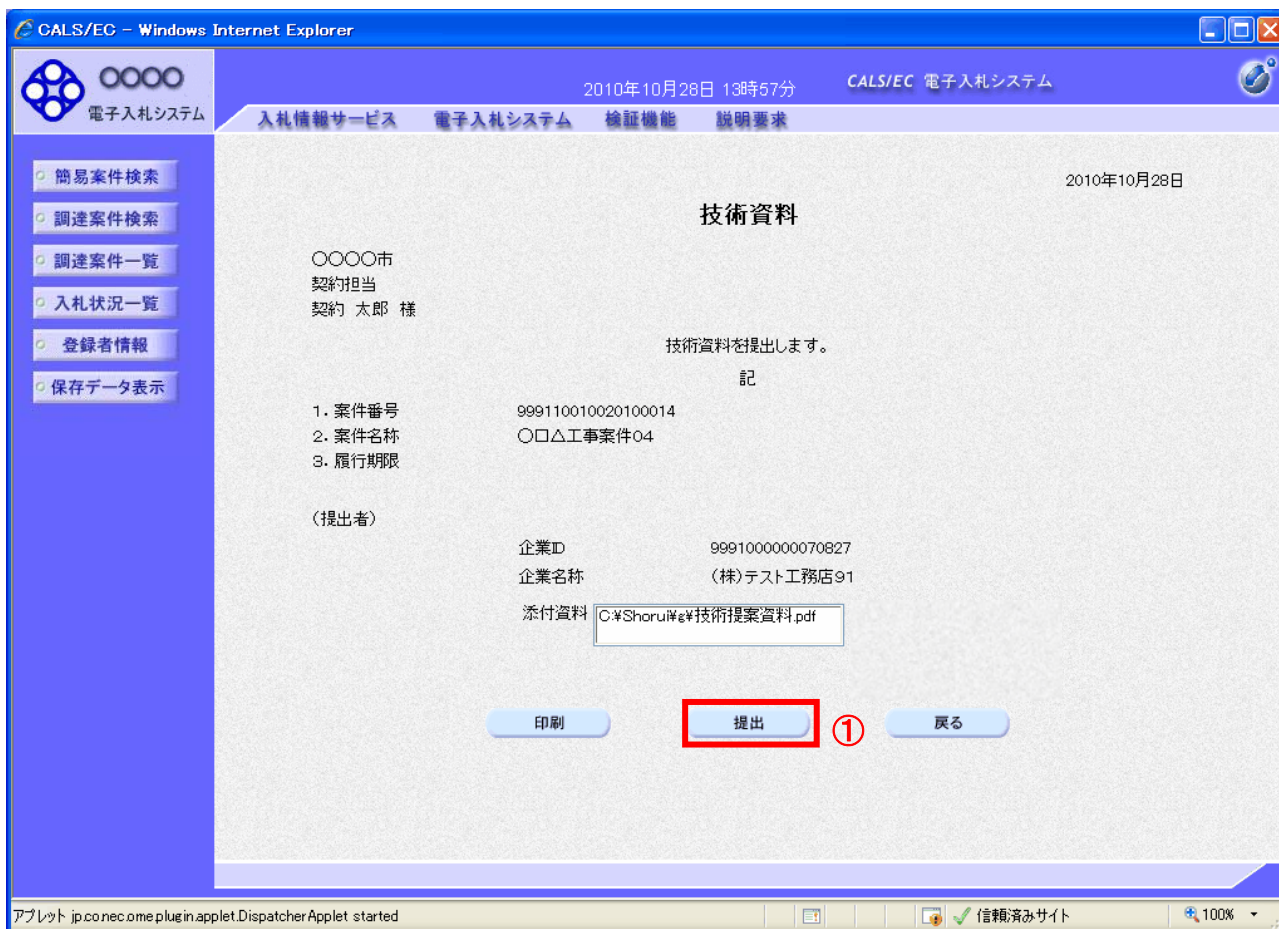 CALS/EC - Windows Internet Explorer
○○○○
電子入札システム
2010年10月28日 13時57分
CALS/EC 電子入札システム
入札情報サービス 電子入札システム 検証機能 説明要求
簡易案件検索
調達案件検索
調達案件一覧
入札状況一覧
登録者情報
保存データ表示
2010年10月28日
技術資料
○○○○市
契約担当
契約 太郎 様
技術資料を提出します。
記
1. 案件番号 999110010020100014
2. 案件名称 ○□△工事案件04
3. 履行期限
(提出者)
企業ID 9991000000070827
企業名称 (株)テスト工務店91
添付資料 C:¥Shorui¥g¥技術提案資料.pdf
印刷 提出 ① 戻る
アプレット jp.co.nec.ome.plugin.applet.DispatcherApplet started
信頼済みサイト
100%